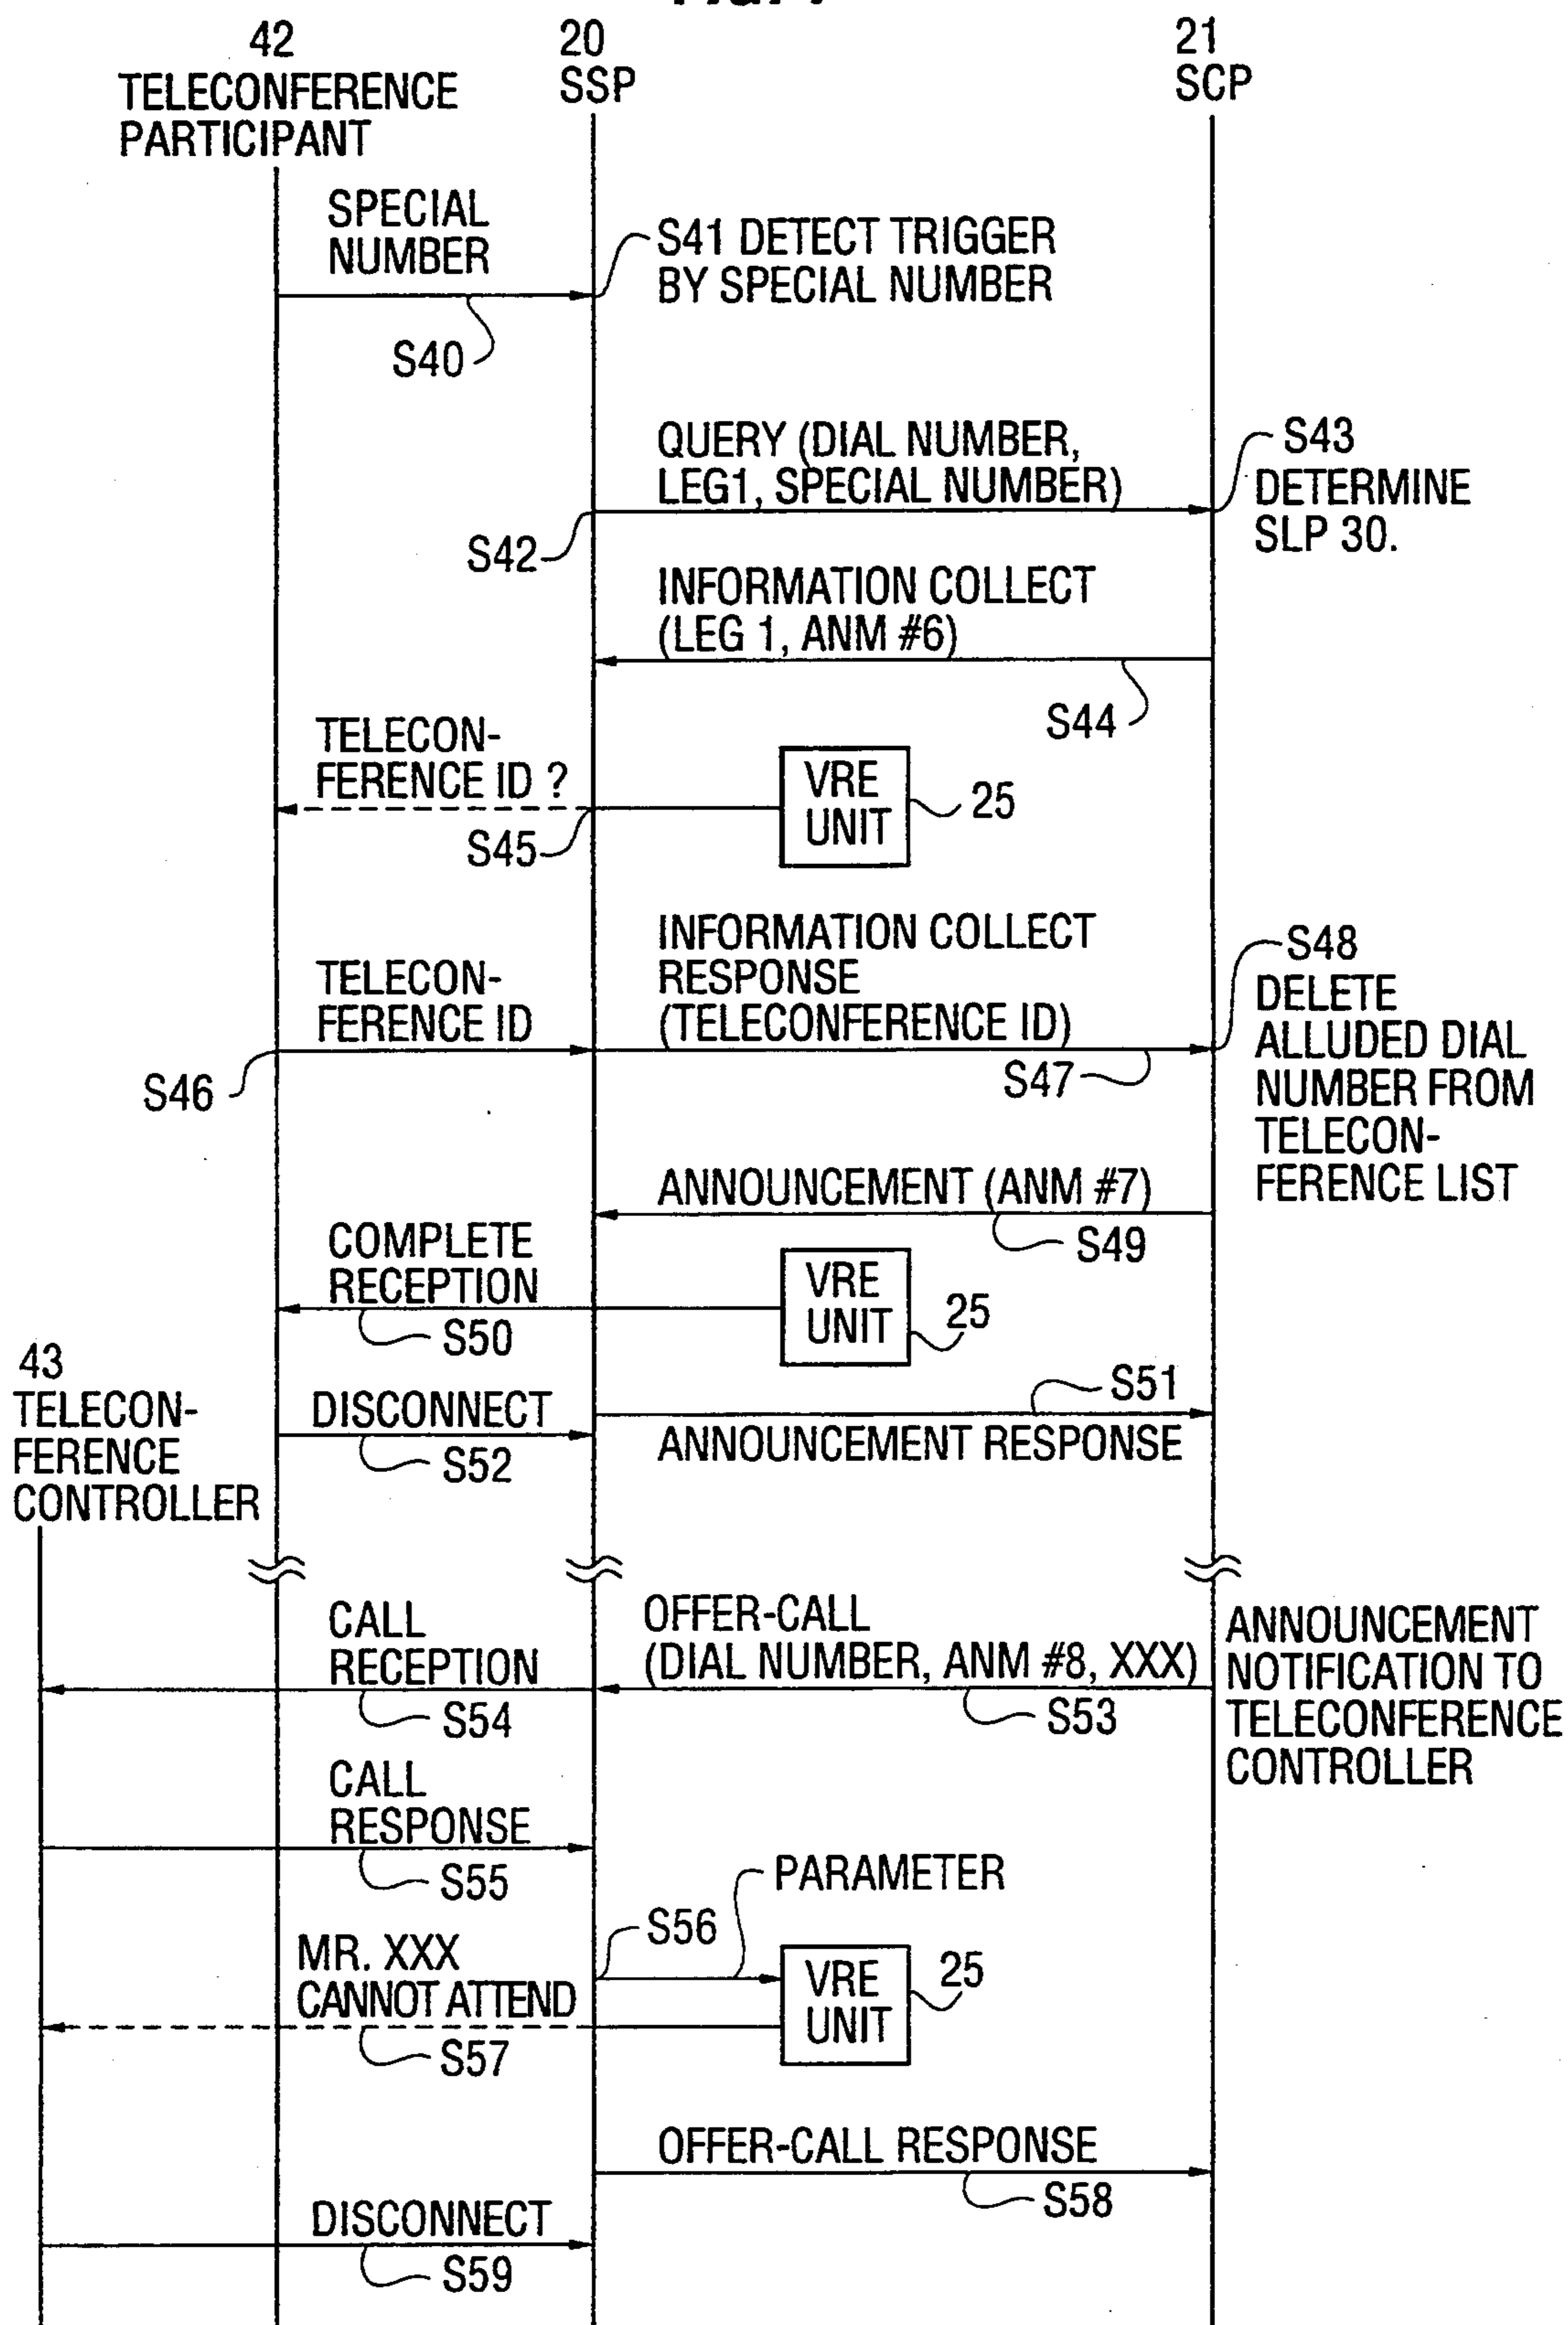 42
TELECONFERENCE
PARTICIPANT
20
SSP
21
SCP
SPECIAL
NUMBER
S41 DETECT TRIGGER
BY SPECIAL NUMBER
S40
QUERY (DIAL NUMBER,
LEG1, SPECIAL NUMBER)
S43
DETERMINE
SLP 30.
S42
INFORMATION COLLECT
(LEG 1, ANM #6)
S44
TELECON-
FERENCE ID ?
VRE
UNIT
25
S45
INFORMATION COLLECT
RESPONSE
(TELECONFERENCE ID)
TELECON-
FERENCE ID
S48
DELETE
ALLUDED DIAL
NUMBER FROM
TELECON-
FERENCE LIST
S46
S47
ANNOUNCEMENT (ANM #7)
S49
COMPLETE
RECEPTION
VRE
UNIT
25
S50
43
TELECON-
FERENCE
CONTROLLER
DISCONNECT
S52
S51
ANNOUNCEMENT RESPONSE
CALL
RECEPTION
OFFER-CALL
(DIAL NUMBER, ANM #8, XXX)
ANNOUNCEMENT
NOTIFICATION TO
TELECONFERENCE
CONTROLLER
S54
S53
CALL
RESPONSE
S55
PARAMETER
S56
MR. XXX
CANNOT ATTEND
VRE
UNIT
25
S57
OFFER-CALL RESPONSE
S58
DISCONNECT
S59